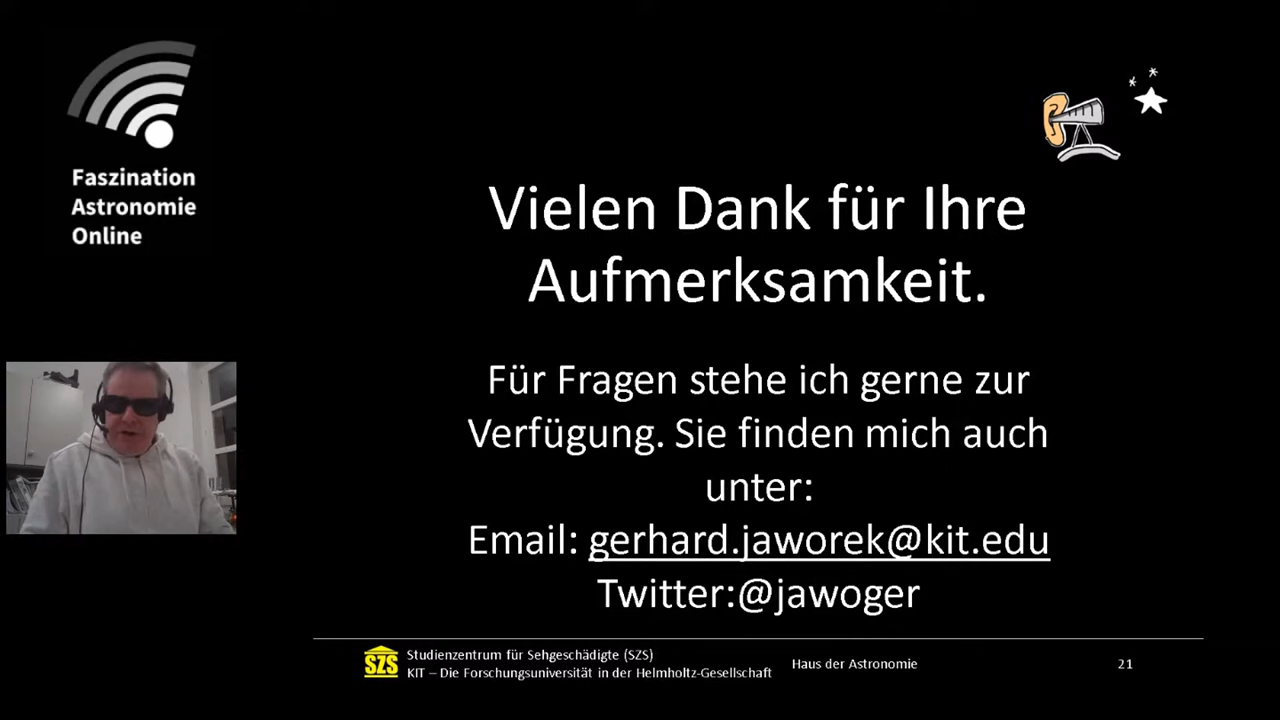 Faszination
Astronomie
Online
Vielen Dank für Ihre
Aufmerksamkeit.
Für Fragen stehe ich gerne zur
Verfügung. Sie finden mich auch
unter:
Email: gerhard.jaworek@kit.edu
Twitter:@jawoger
SZS
Studienzentrum für Sehgeschädigte (SZS)
KIT – Die Forschungsuniversität in der Helmholtz-Gesellschaft
Haus der Astronomie
21